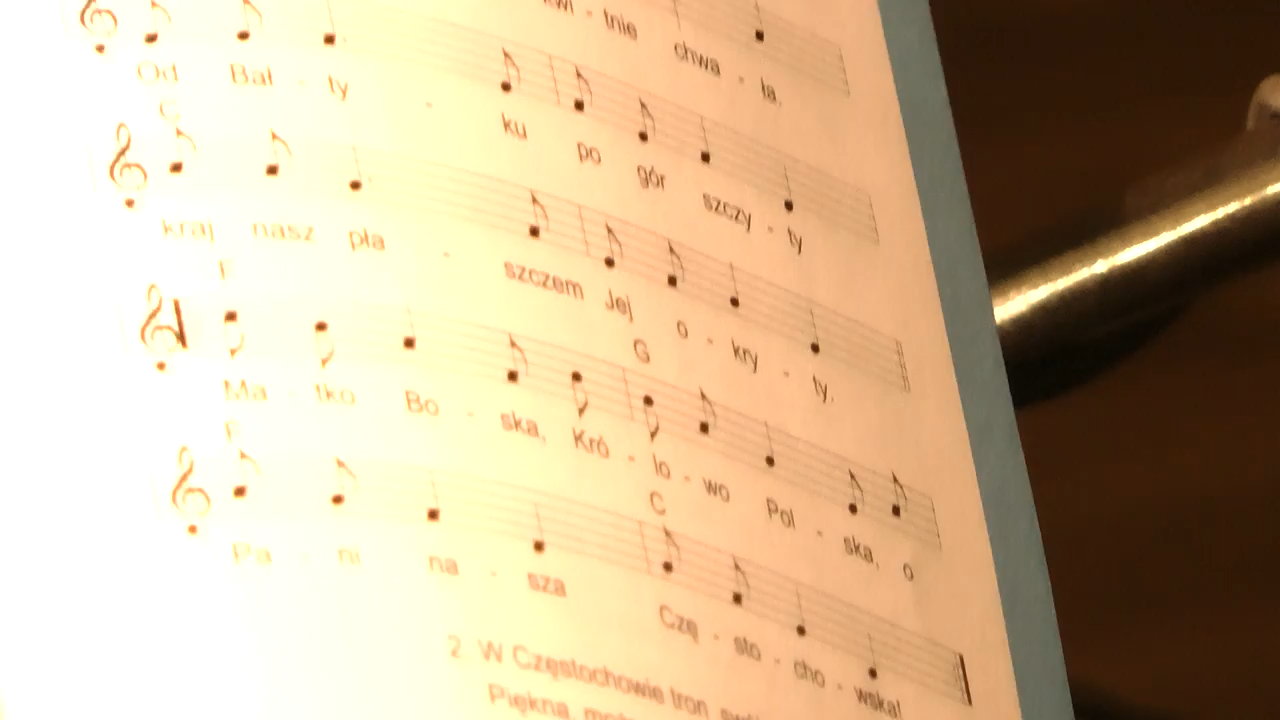 kwi - tnie chwa - ła.
Od Bał - ty - ku po gór szczy - ty
G
kraj nasz pła - szczem Jej o - kry - ty.
F G
Ma - tko Bo - ska, Kró - lo - wo Pol - ska, o
F C
Pa - ni na - sza Czę - sto - cho - wska!
2. W Częstochowie tron
Piękna,